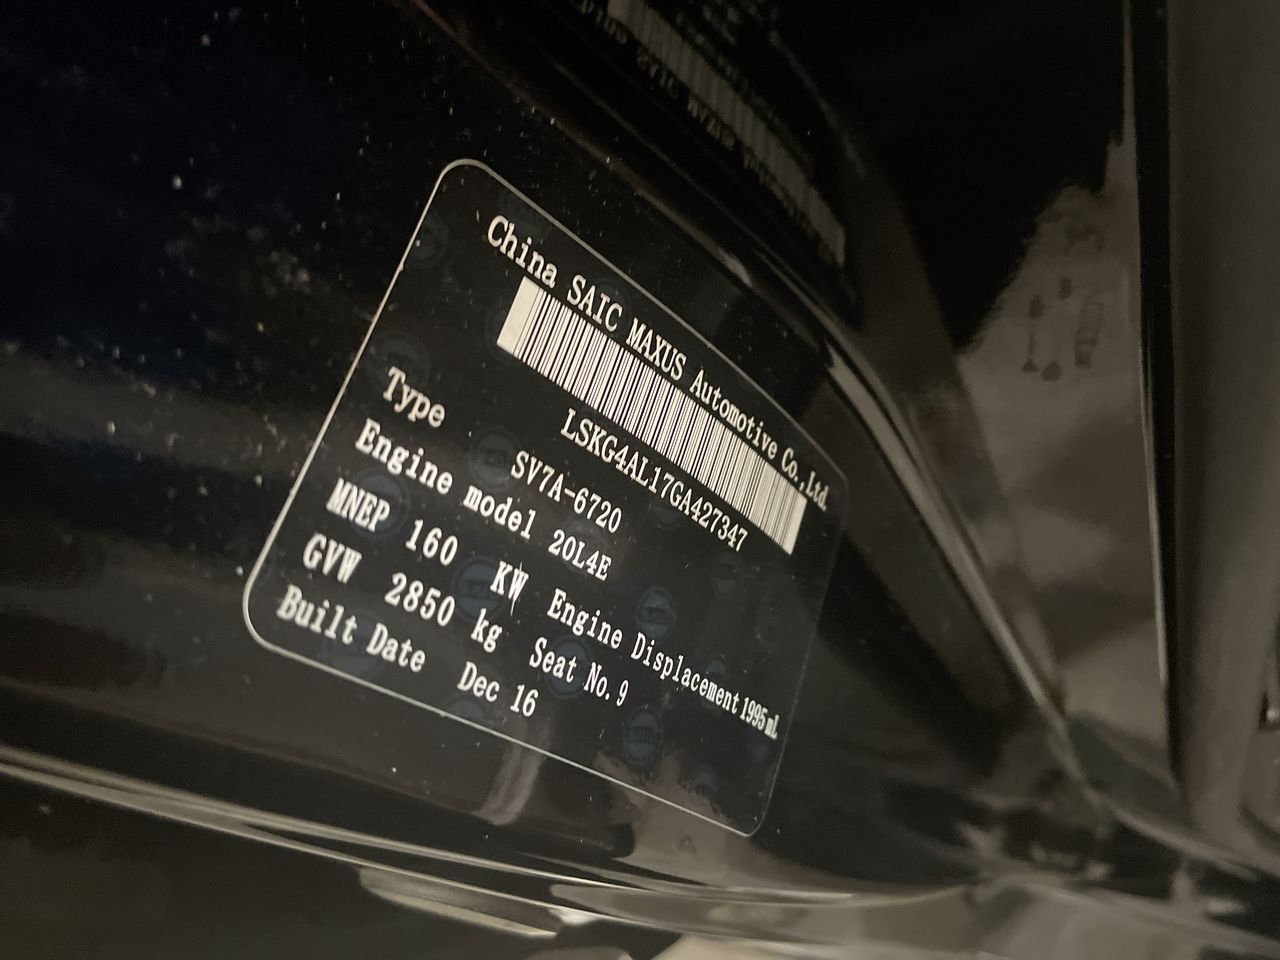 China SAIC MAXUS Automotive Co.,Ltd.
LSKG4AL17GA427347
Type SV7A-6720
Engine model 20L4E
MNEP 160 KW Engine Displacement 1995 mL
GVW 2850 kg Seat No. 9
Built Date Dec 16